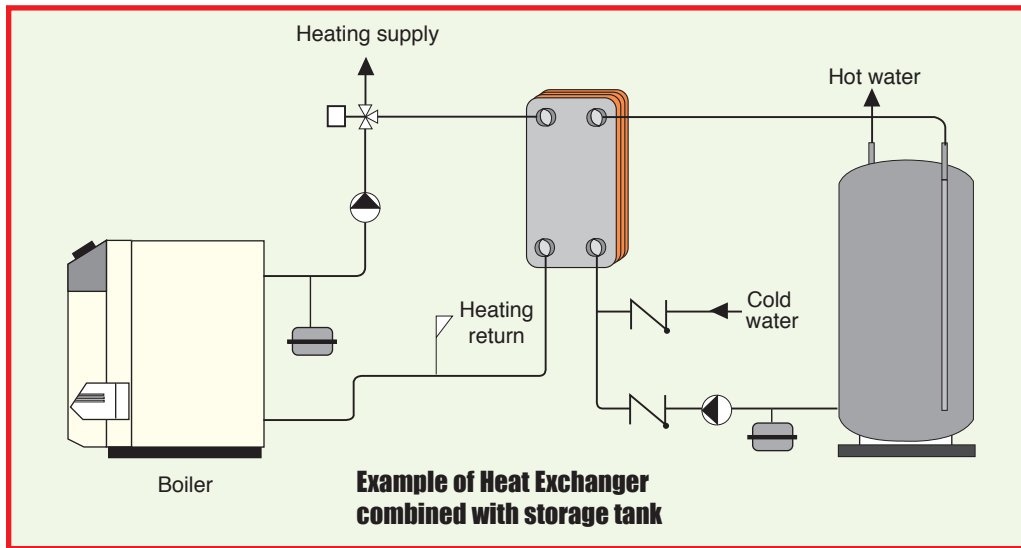 Heating supply
Hot water
Heating
return
Cold
water
Boiler
Example of Heat Exchanger
combined with storage tank